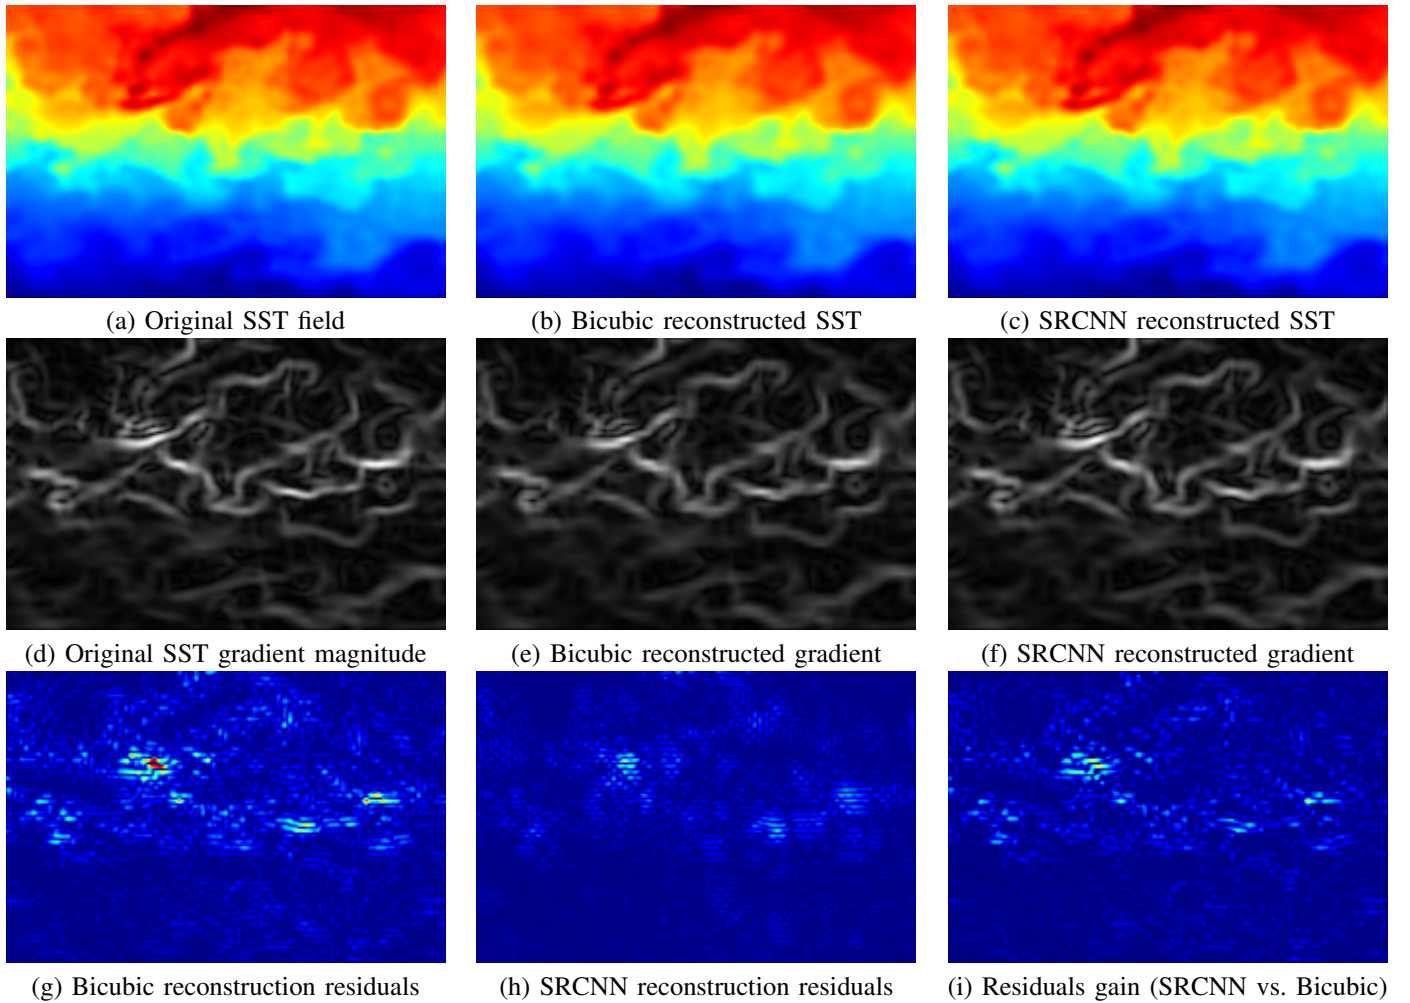 (a) Original SST field
(b) Bicubic reconstructed SST
(c) SRCNN reconstructed SST
(d) Original SST gradient magnitude
(e) Bicubic reconstructed gradient
(f) SRCNN reconstructed gradient
(g) Bicubic reconstruction residuals
(h) SRCNN reconstruction residuals
(i) Residuals gain (SRCNN vs. Bicubic)